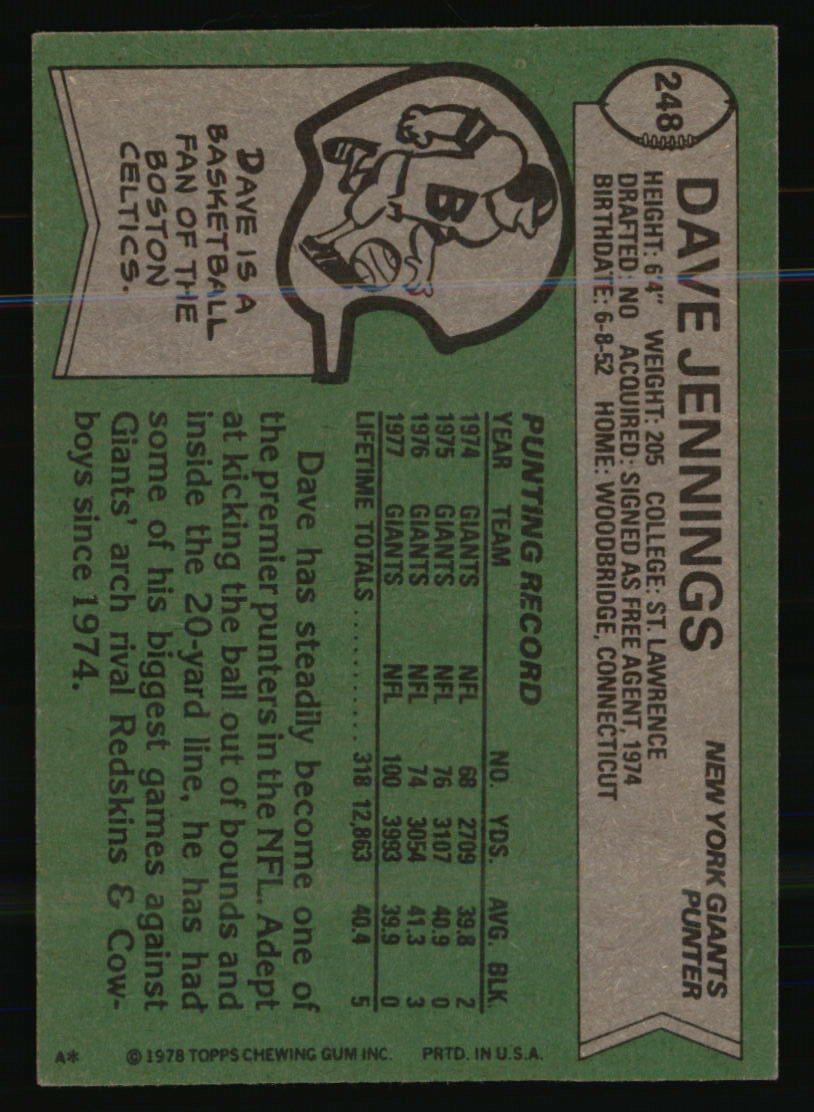 248
DAVE JENNINGS
NEW YORK GIANTS
PUNTER
HEIGHT: 6'4" WEIGHT: 205 COLLEGE: ST. LAWRENCE
DRAFTED: NO ACQUIRED: SIGNED AS FREE AGENT, 1974
BIRTHDATE: 6-8-52 HOME: WOODBRIDGE, CONNECTICUT
B
DAVE IS A
BASKETBALL
FAN OF THE
BOSTON
CELTICS.
PUNTING RECORD
YEAR TEAM NO. YDS. AVG. BLK.
1974 GIANTS NFL 68 2709 39.8 2
1975 GIANTS NFL 76 3107 40.9 0
1976 GIANTS NFL 74 3054 41.3 3
1977 GIANTS NFL 100 3993 39.9 0
LIFETIME TOTALS .......... 318 12,863 40.4 5
Dave has steadily become one of
the premier punters in the NFL. Adept
at kicking the ball out of bounds and
inside the 20-yard line, he has had
some of his biggest games against
Giants' arch rival Redskins & Cow-
boys since 1974.
A* © 1978 TOPPS CHEWING GUM INC. PRTD. IN U.S.A.